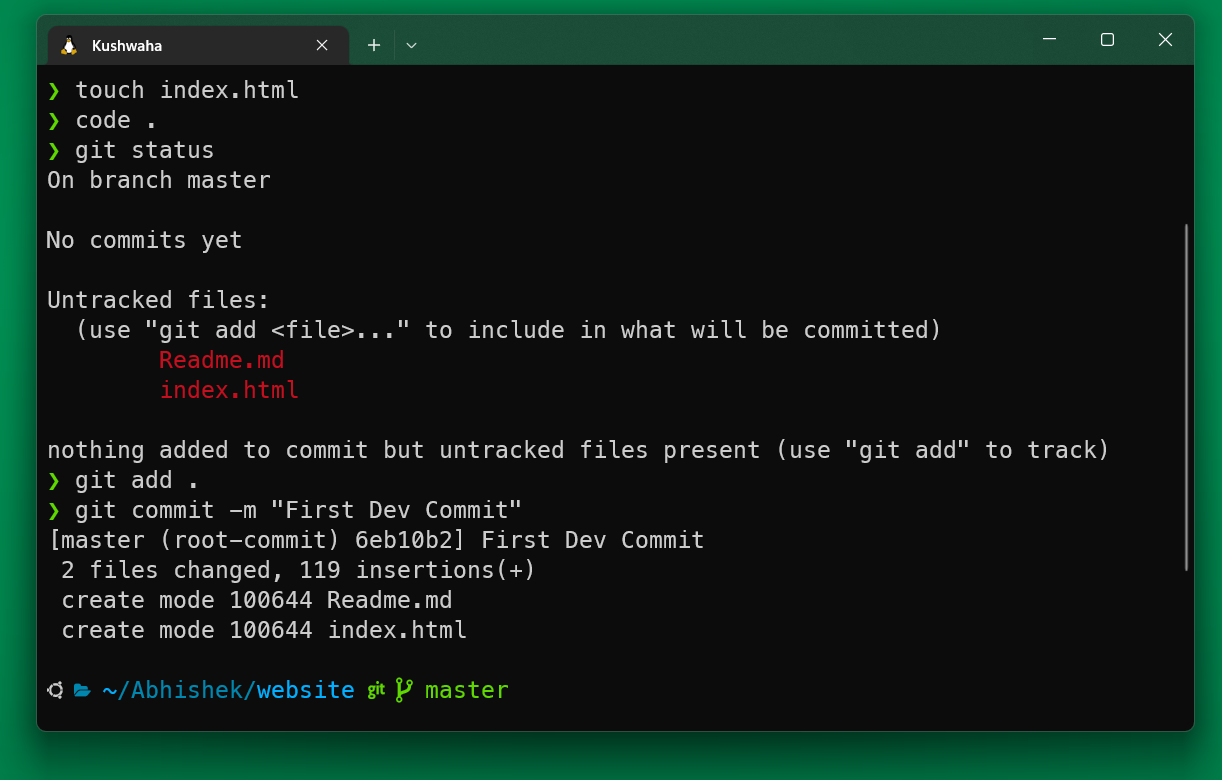 Kushwaha
❯ touch index.html
❯ code .
❯ git status
On branch master
No commits yet
Untracked files:
(use "git add <file>..." to include in what will be committed)
Readme.md
index.html
nothing added to commit but untracked files present (use "git add" to track)
❯ git add .
❯ git commit -m "First Dev Commit"
[master (root-commit) 6eb10b2] First Dev Commit
2 files changed, 119 insertions(+)
create mode 100644 Readme.md
create mode 100644 index.html
~/Abhishek/website git master